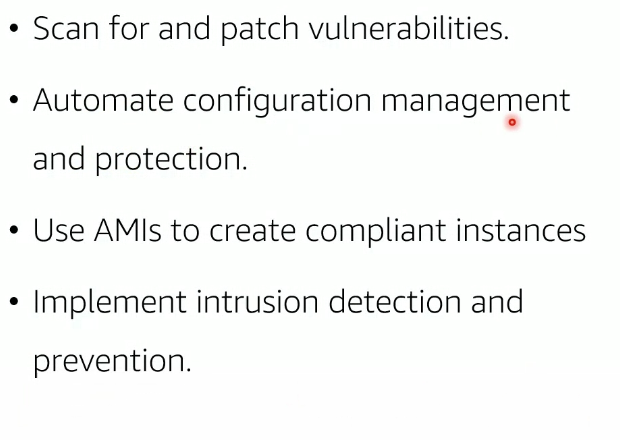 • Scan for and patch vulnerabilities.
• Automate configuration management
and protection.
• Use AMIs to create compliant instances
• Implement intrusion detection and
prevention.